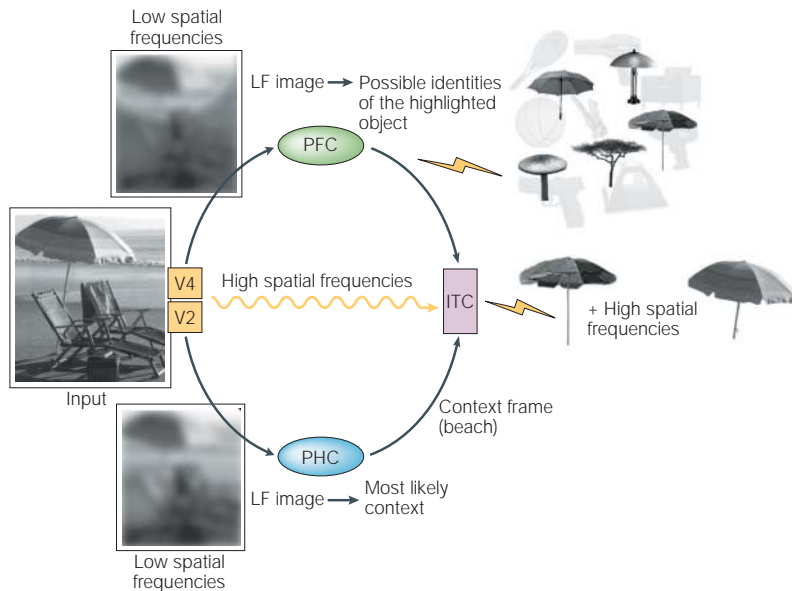 Low spatial
frequencies
LF image
Possible identities
of the highlighted
object
PFC
V4
V2
High spatial frequencies
ITC
+ High spatial
frequencies
Input
Context frame
(beach)
PHC
LF image
Most likely
context
Low spatial
frequencies